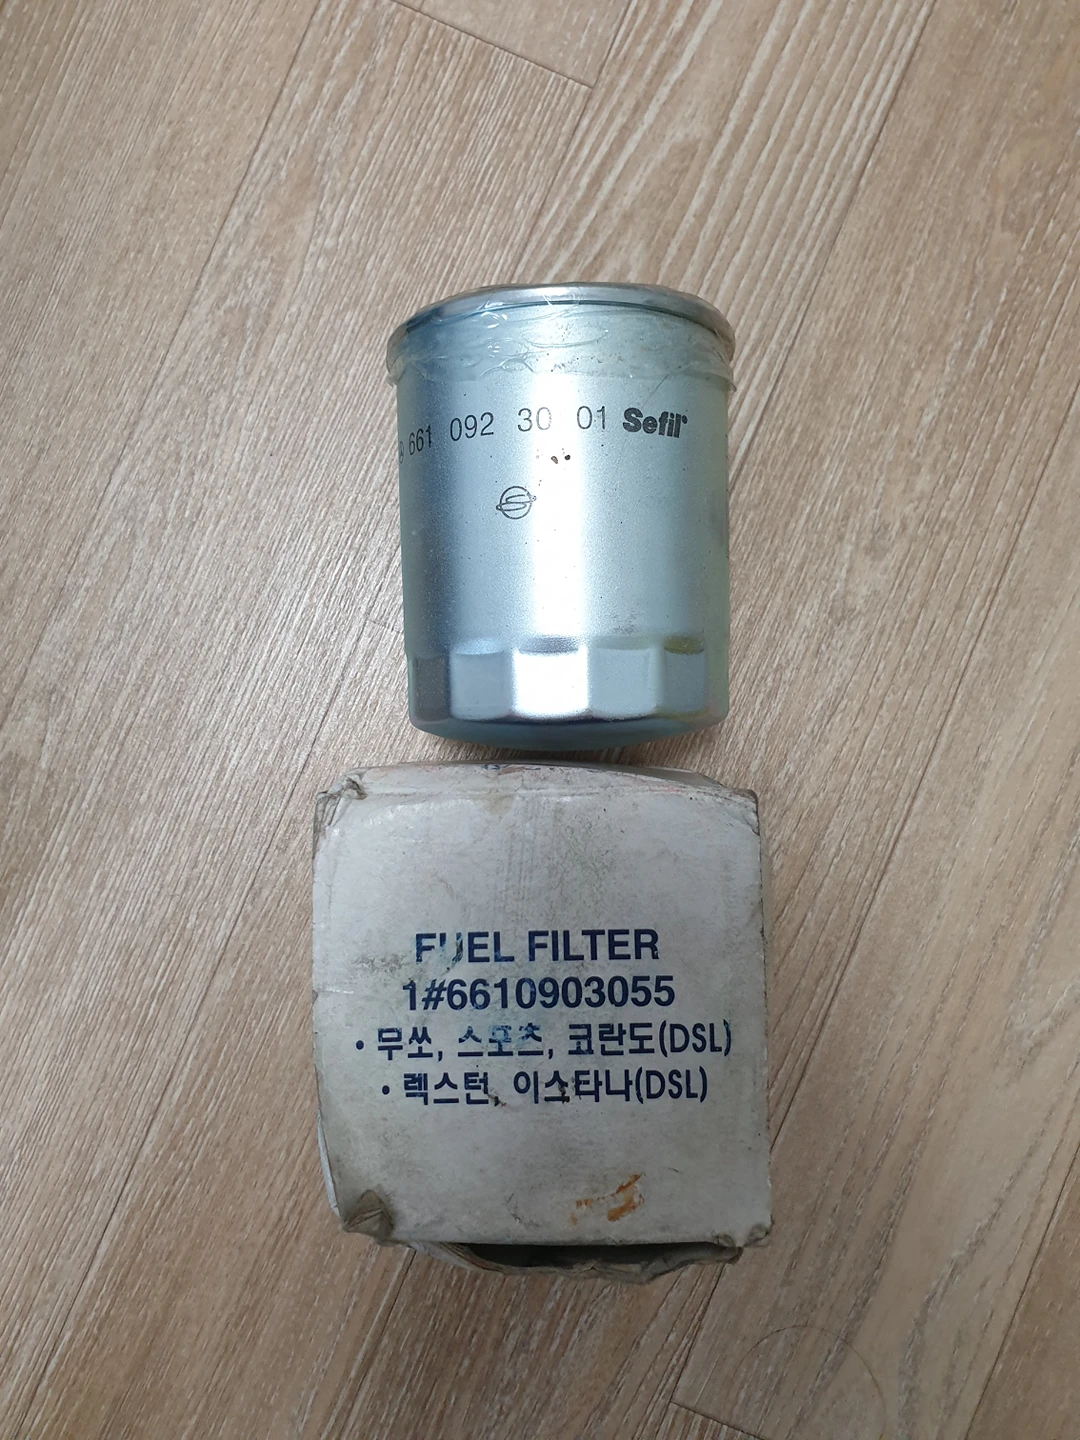 661 092 30 01 Sefil
FUEL FILTER
1#6610903055
• 무쏘, 스포츠, 코란도(DSL)
• 렉스턴, 이스타나(DSL)